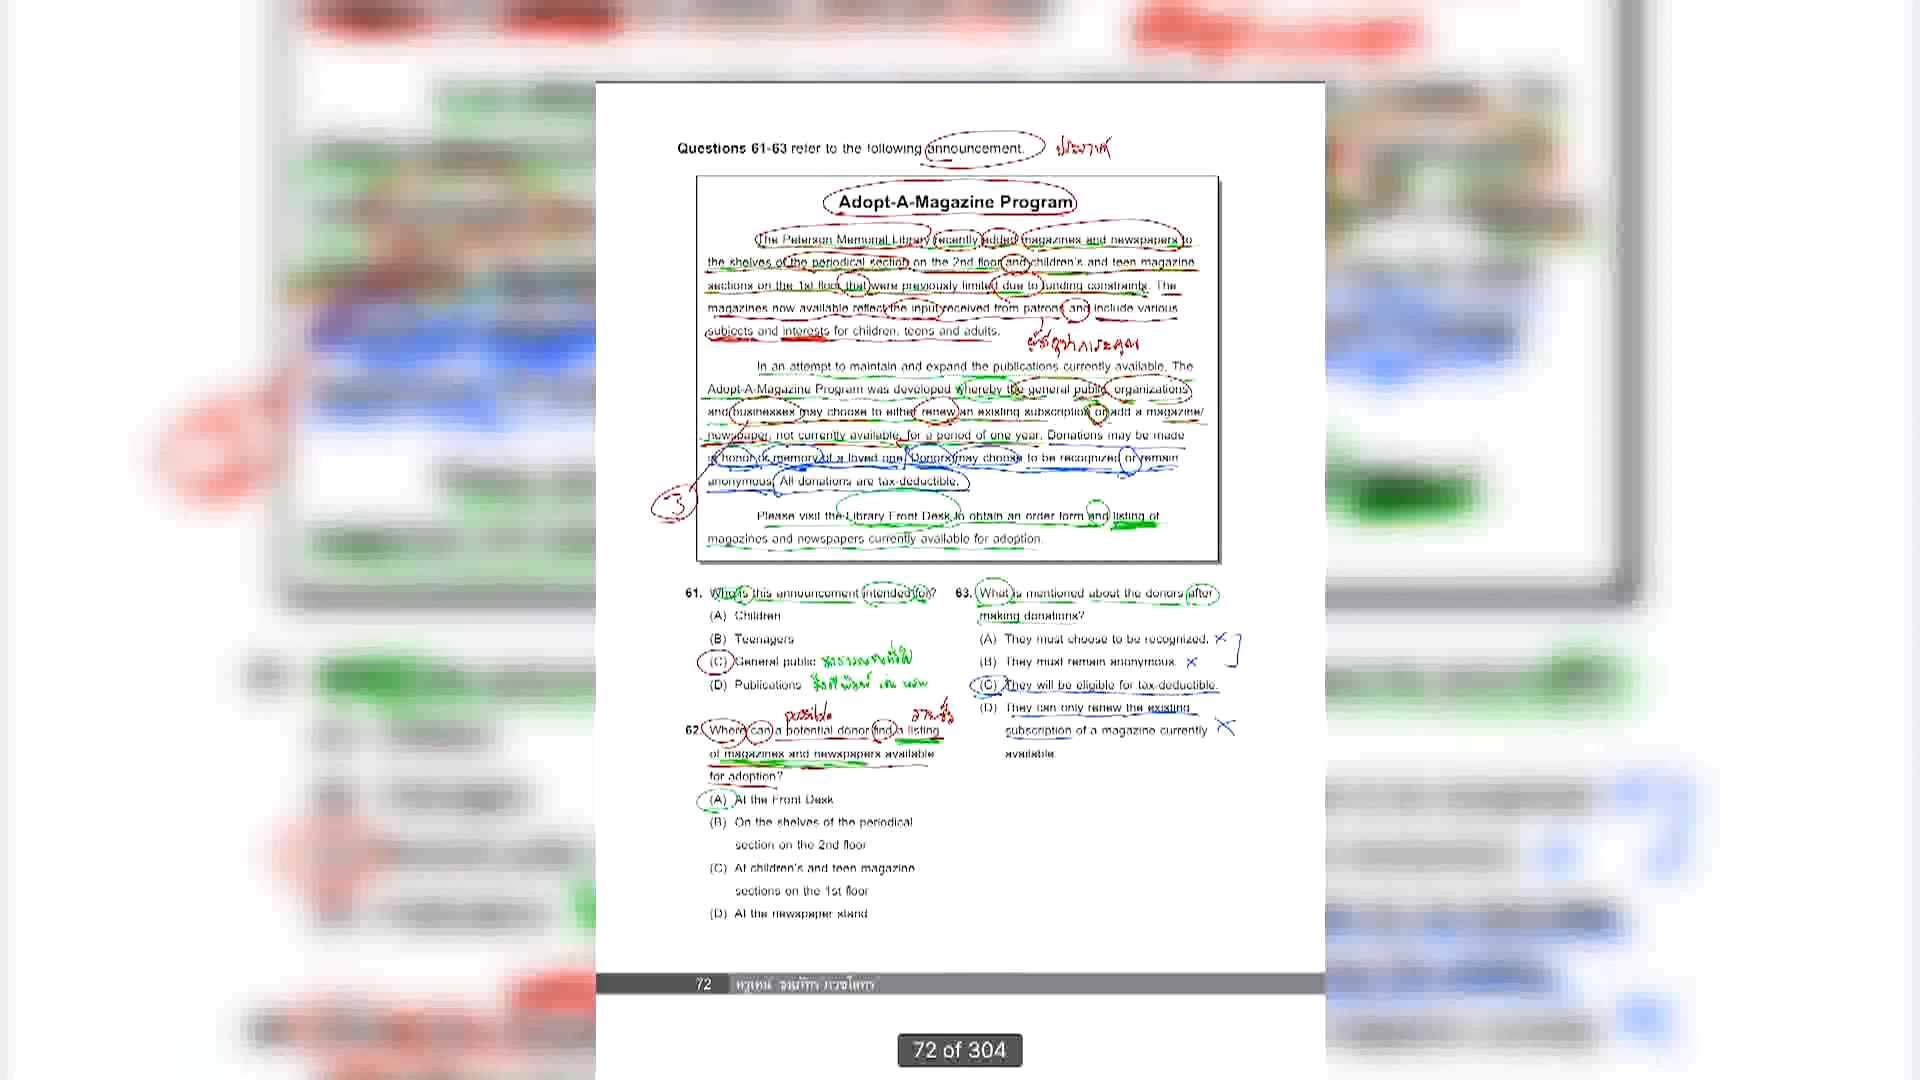 Questions 61-63 refer to the following announcement. ประกาศ
Adopt-A-Magazine Program
The Peterson Memorial Library recently added magazines and newspapers to
the shelves of the periodical section on the 2nd floor and children's and teen magazine
sections on the 1st floor that were previously limited due to funding constraints. The
magazines now available reflect the input received from patrons and include various
subjects and interests for children, teens and adults.
In an attempt to maintain and expand the publications currently available. The
Adopt-A-Magazine Program was developed whereby the general public, organizations
and businesses may choose to either renew an existing subscription or add a magazine/
newspaper, not currently available, for a period of one year. Donations may be made
in honor or memory of a loved one. Donors may choose to be recognized or remain
anonymous. All donations are tax-deductible.
3
Please visit the Library Front Desk to obtain an order form and listing of
magazines and newspapers currently available for adoption.
61. Who is this announcement intended for?
(A) Children
(B) Teenagers
(C) General public
(D) Publications
possible
62. Where can a potential donor find a listing
of magazines and newspapers available
for adoption?
(A) At the Front Desk
(B) On the shelves of the periodical
section on the 2nd floor
(C) At children's and teen magazine
sections on the 1st floor
(D) At the newspaper stand
63. What is mentioned about the donors after
making donations?
(A) They must choose to be recognized.
(B) They must remain anonymous.
(C) They will be eligible for tax-deductible.
(D) They can only renew the existing
subscription of a magazine currently
available.
72
72 of 304